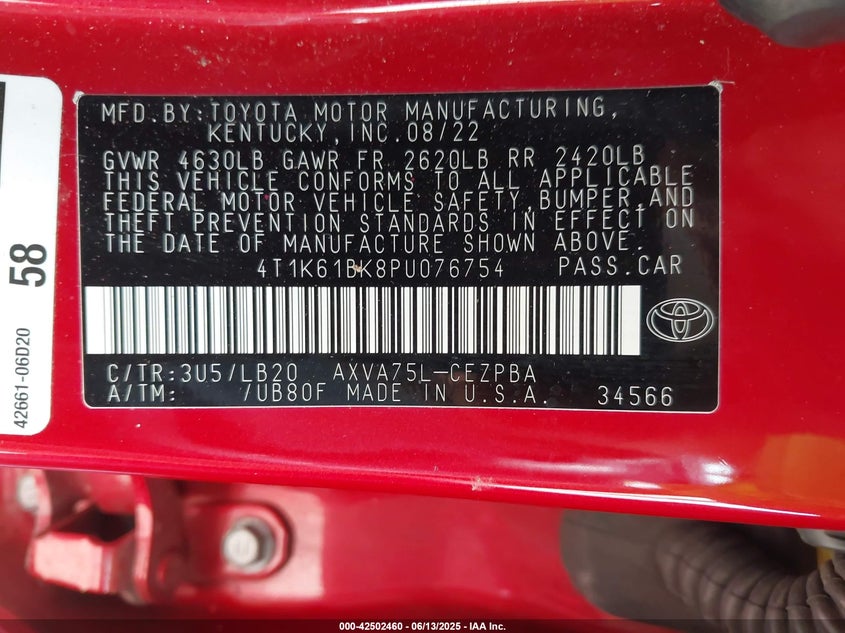 MFD.BY:TOYOTA MOTOR MANUFACTURING,
KENTUCKY,INC.08/22
GVWR 4630LB GAWR FR 2620LB RR 2420LB
THIS VEHICLE CONFORMS TO ALL APPLICABLE
FEDERAL MOTOR VEHICLE SAFETY,BUMPER,AND
THEFT PREVENTION STANDARDS IN EFFECT ON
THE DATE OF MANUFACTURE SHOWN ABOVE.
4T1K61BK8PU076754 PASS.CAR
C/TR:3U5/LB20 AXVA75L-CEZPBA
A/TM: /UB80F MADE IN U.S.A. 34566
58
42661-06D20
000-42502460 - 06/13/2025 - IAA Inc.